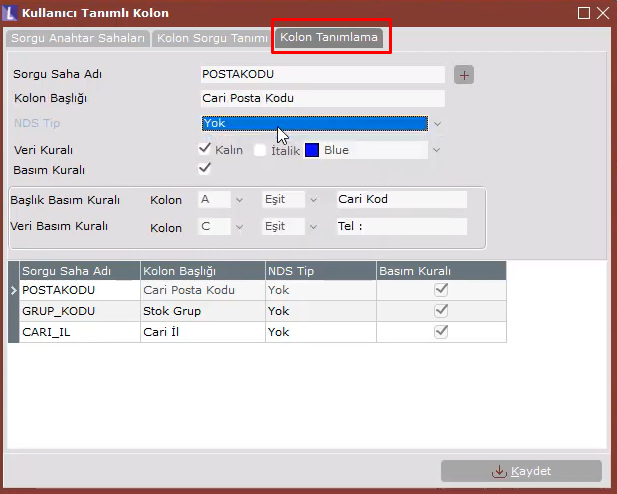 Kullanıcı Tanımlı Kolon
Sorgu Anahtar Sahaları Kolon Sorgu Tanımı Kolon Tanımlama
Sorgu Saha Adı POSTAKODU
Kolon Başlığı Cari Posta Kodu
NDS Tip Yok
Veri Kuralı Kalın İtalik Blue
Basım Kuralı
Başlık Basım Kuralı Kolon A Eşit Cari Kod
Veri Basım Kuralı Kolon C Eşit Tel :
Sorgu Saha Adı Kolon Başlığı NDS Tip Basım Kuralı
POSTAKODU Cari Posta Kodu Yok
GRUP_KODU Stok Grup Yok
CARI_IL Cari İl Yok
Kaydet